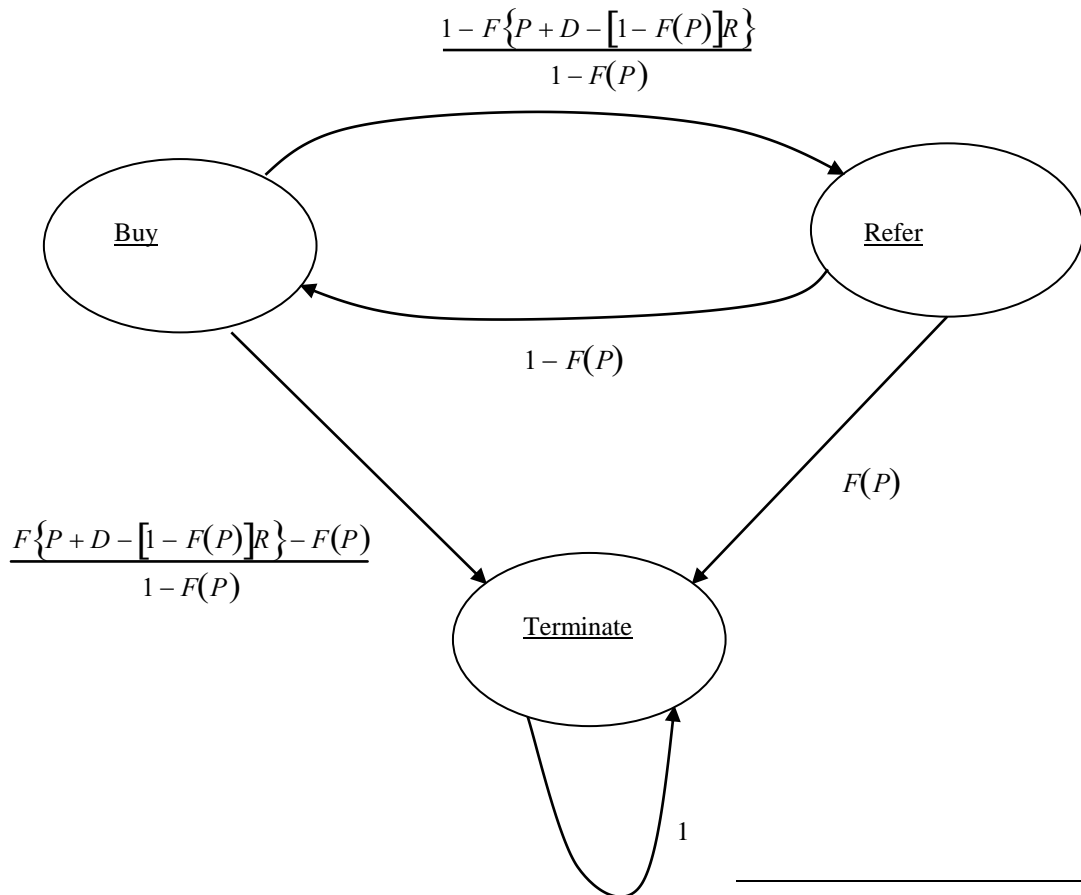 1 − F{P + D − [1 − F(P)]R}
1 − F(P)
Buy
Refer
1 − F(P)
F(P)
F{P + D − [1 − F(P)]R} − F(P)
1 − F(P)
Terminate
1